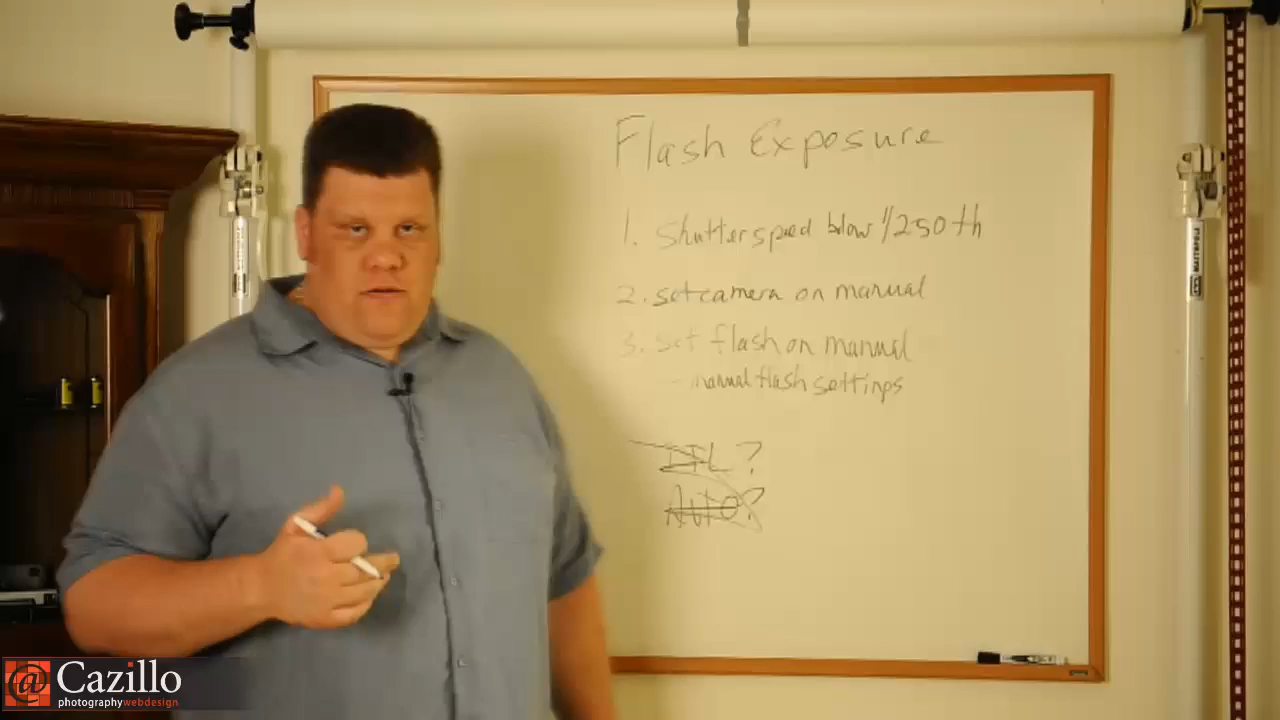 Flash Exposure
1. Shutterspeed below 1/250th
2. set camera on manual
3. set flash on manual
- manual flash settings
TTL?
AUTO?
@ Cazillo
photographywebdesign